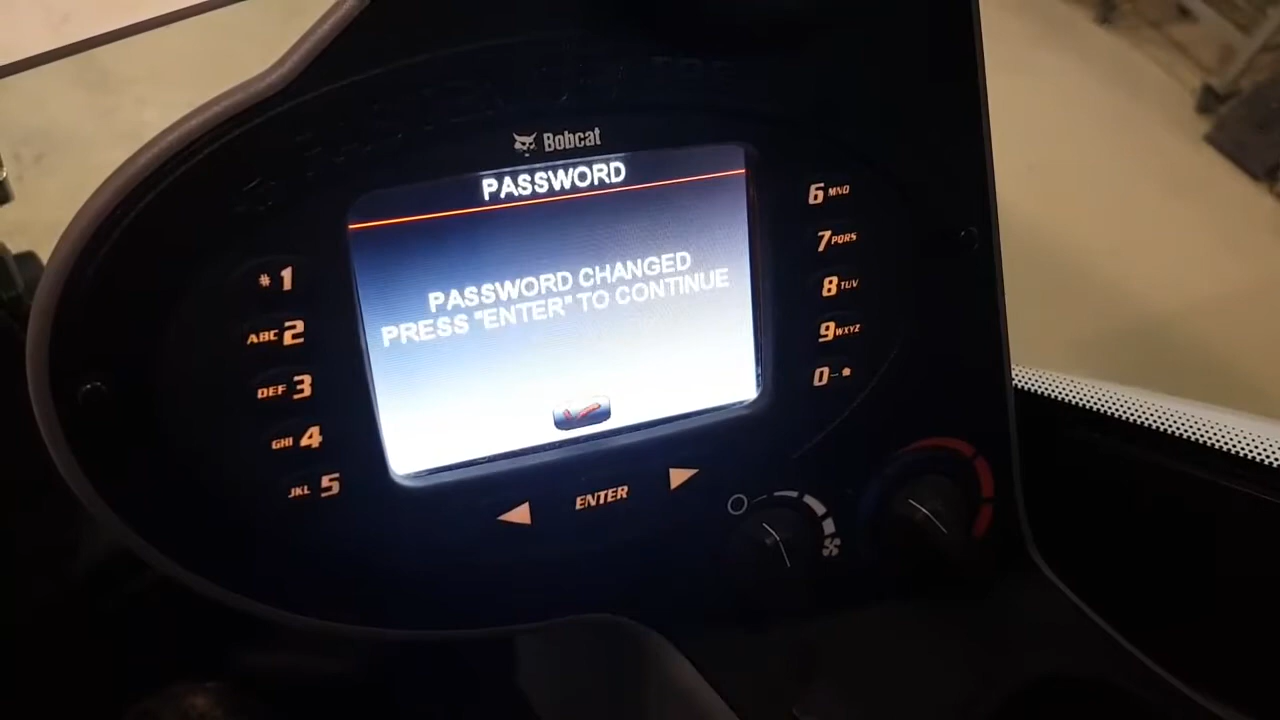 Bobcat
PASSWORD
PASSWORD CHANGED
PRESS "ENTER" TO CONTINUE
# 1
ABC 2
DEF 3
GHI 4
JKL 5
6 MNO
7 PQRS
8 TUV
9 WXYZ
0
ENTER